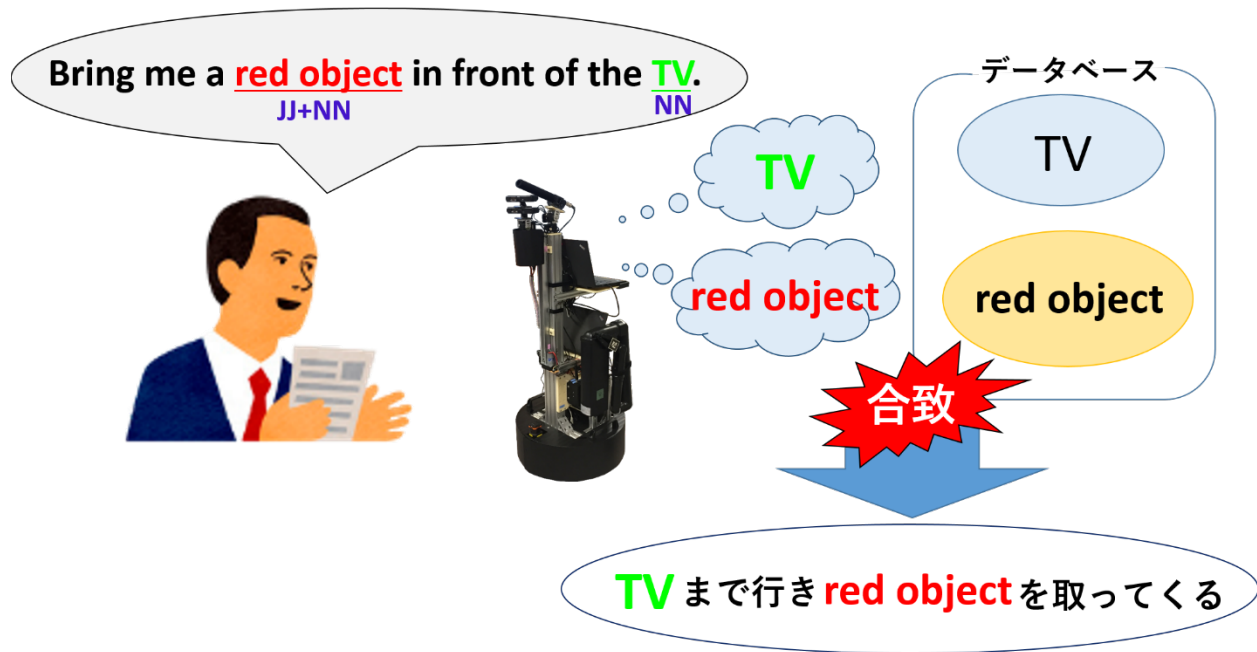 Bring me a red object in front of the TV.
JJ+NN
NN
データベース
TV
TV
red object
red object
合致
TVまで行きred objectを取ってくる